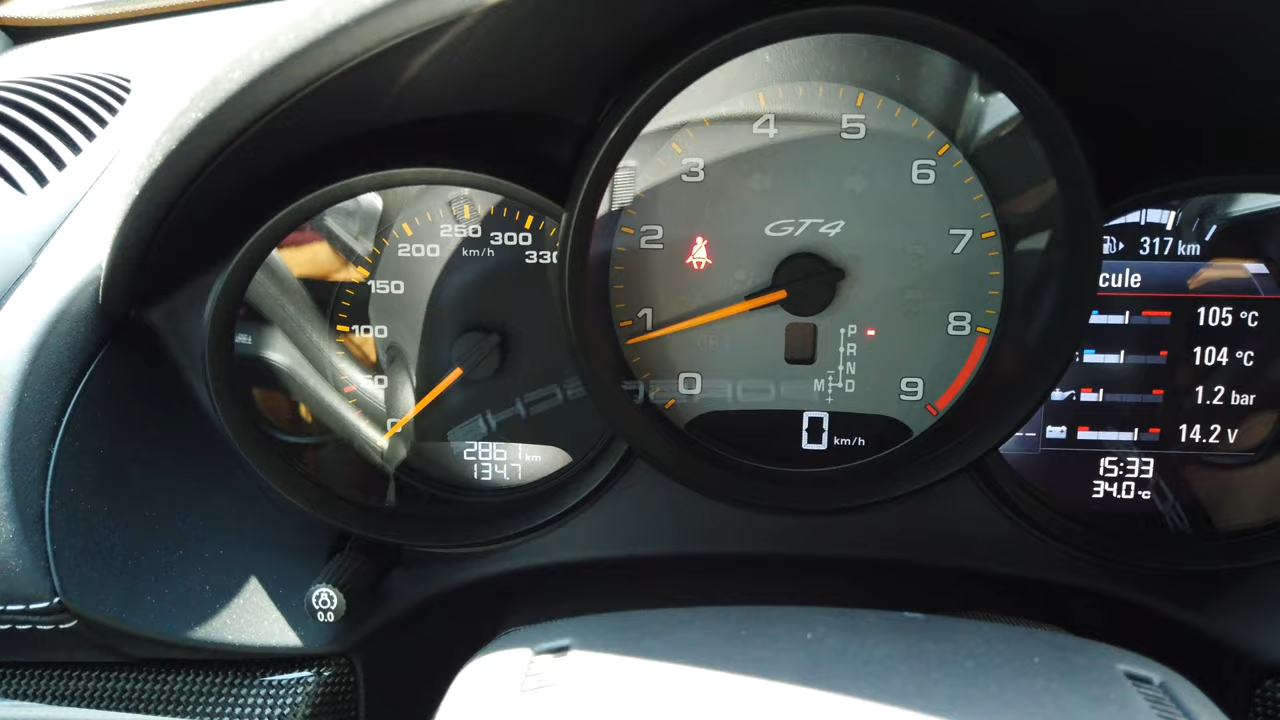 50
100
150
200
250
300
km/h
0
2861 km
134.7
0.0
0
1
2
3
4
5
6
7
8
9
GT4
P
R
N
M D
-
+
0 km/h
317 km
cule
105 °C
104 °C
1.2 bar
14.2 V
--
15:33
34.0 °C